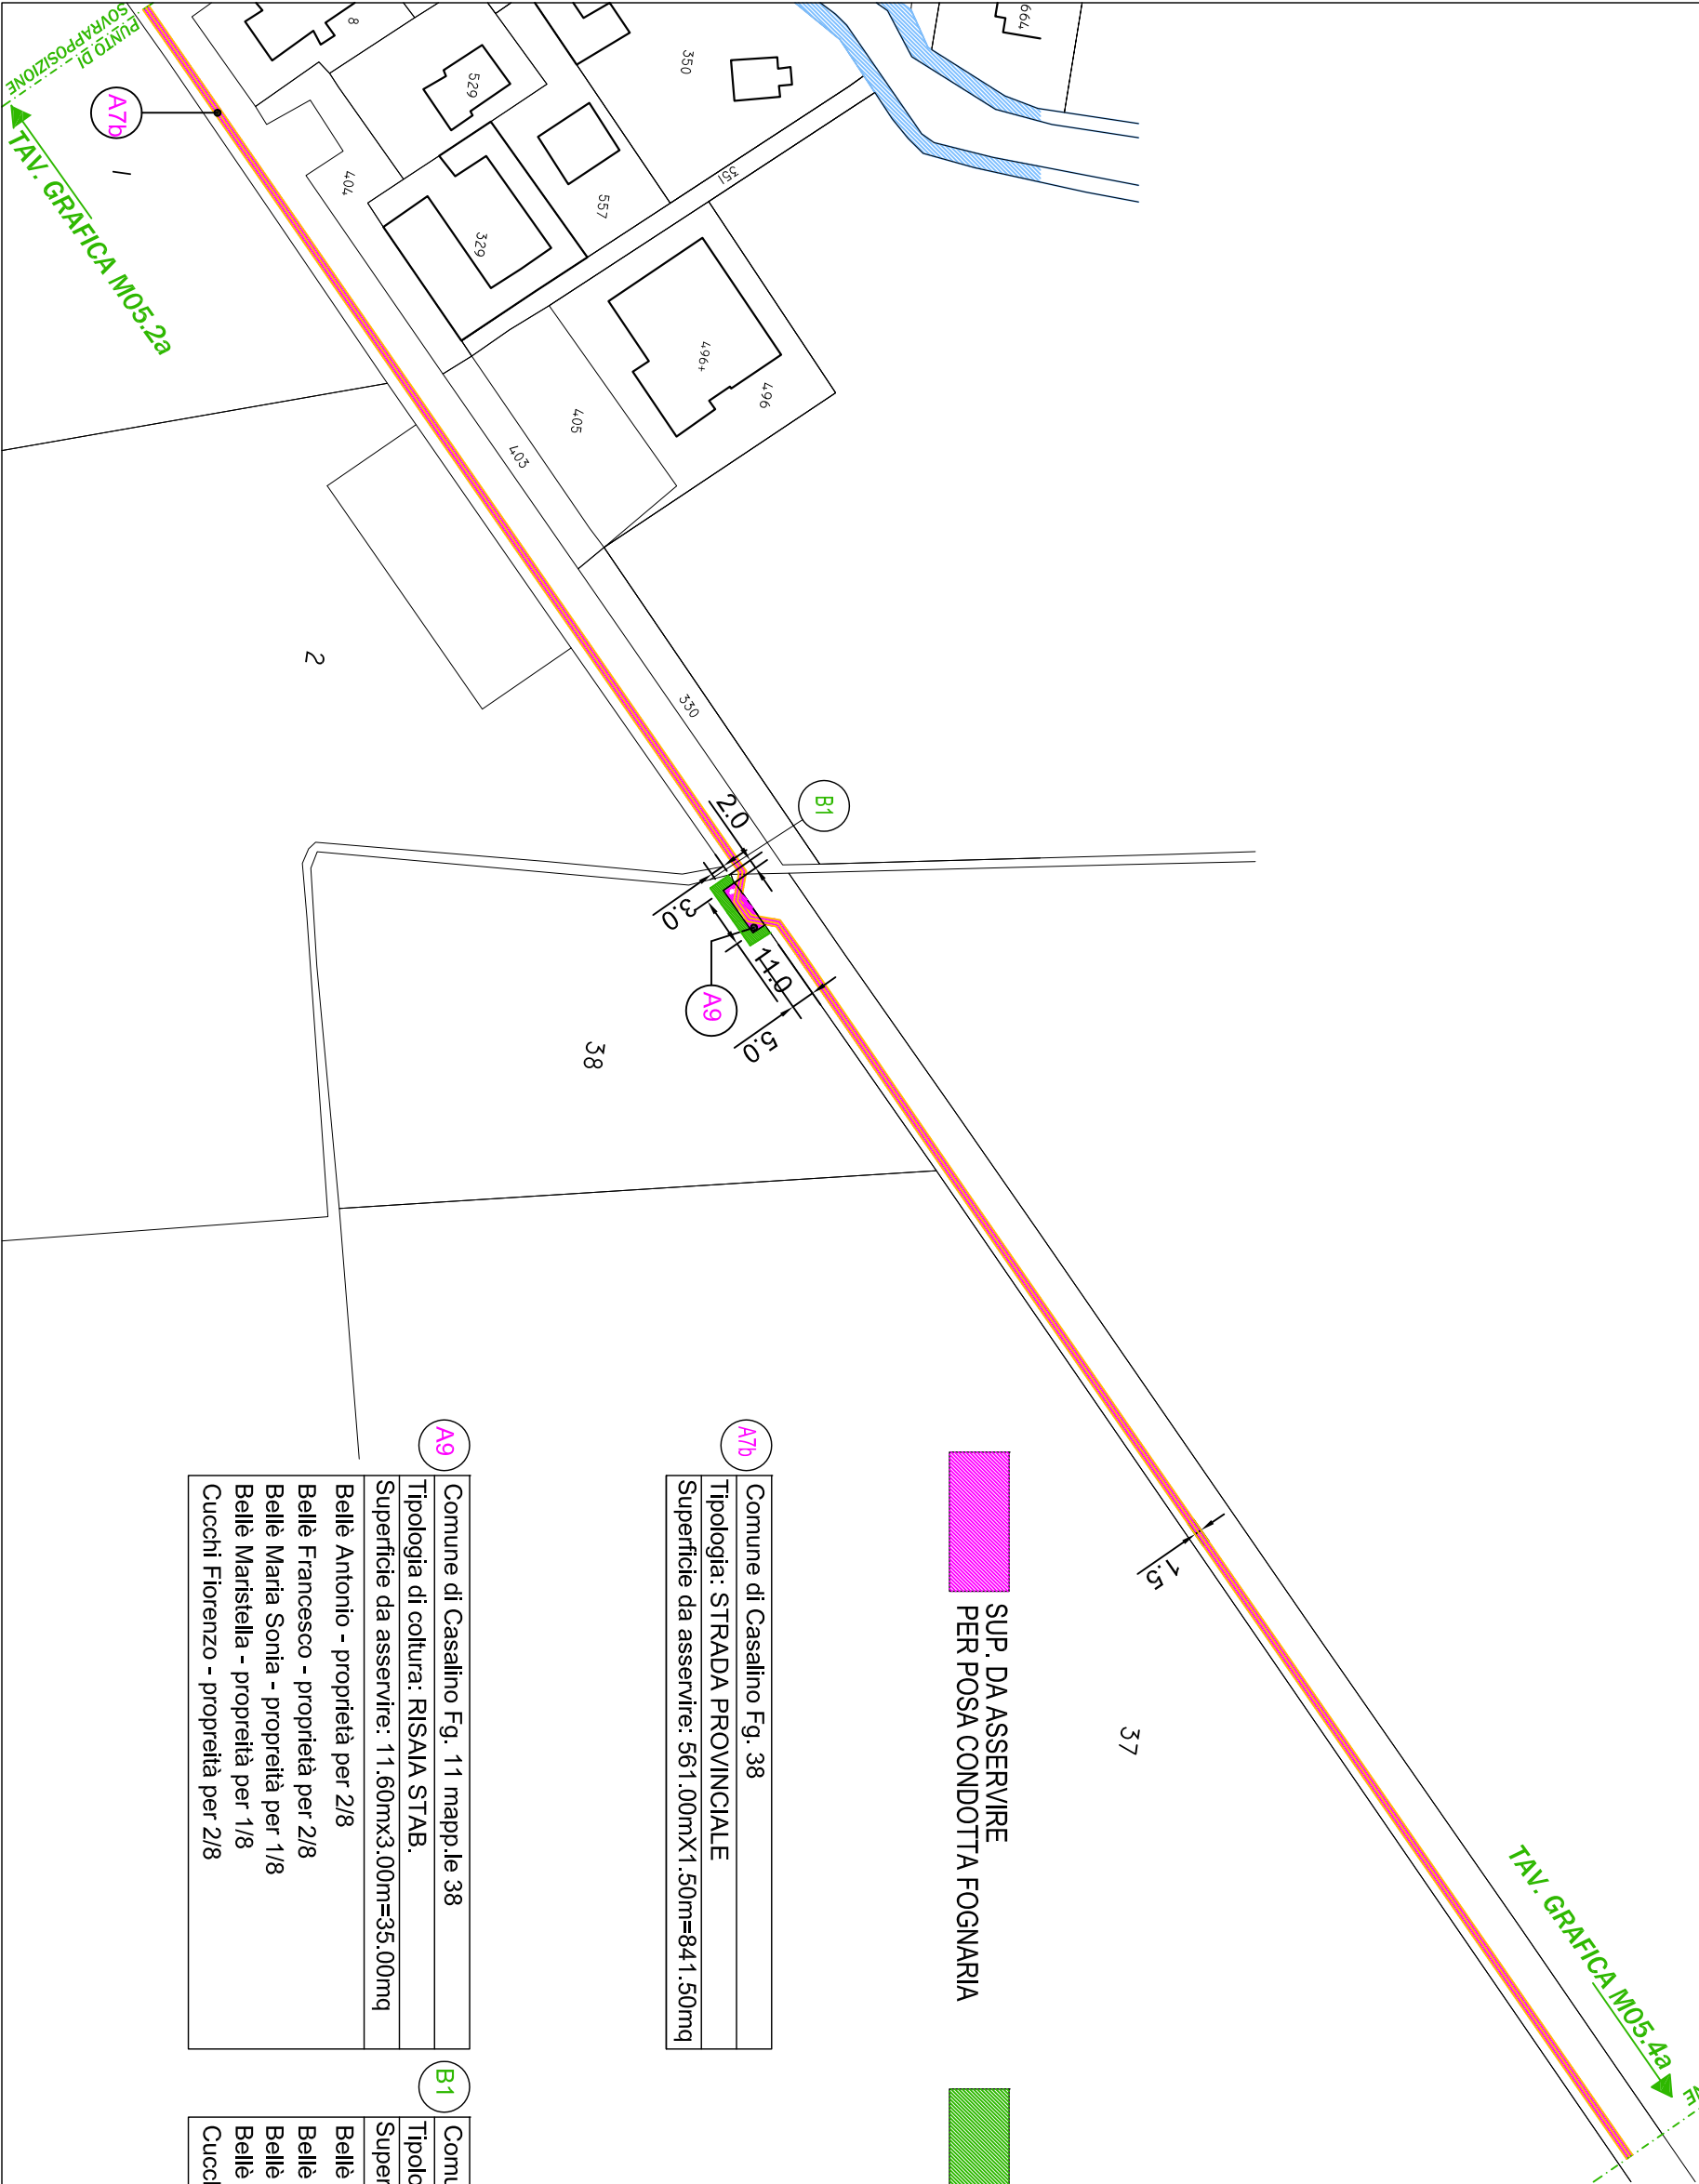 PUNTO DI
SOVRAPPOSIZIONE
TAV. GRAFICA M05.2a
A7b
1
8
529
404
329
557
350
351
664
496+
496
405
403
2
330
B1
2.0
3.0
11.0
5.0
A9
38
1.5
37
TAV. GRAFICA M05.4a
SUP. DA ASSERVIRE
PER POSA CONDOTTA FOGNARIA
A7b
Comune di Casalino Fg. 38
Tipologia: STRADA PROVINCIALE
Superficie da asservire: 561.00mX1.50m=841.50mq
A9
Comune di Casalino Fg. 11 mapp.le 38
Tipologia di coltura: RISAIA STAB.
Superficie da asservire: 11.60mx3.00m=35.00mq
Bellè Antonio - proprietà per 2/8
Bellè Francesco - proprietà per 2/8
Bellè Maria Sonia - propreità per 1/8
Bellè Maristella - propreità per 1/8
Cucchi Fiorenzo - propreità per 2/8
B1
Bellè
Bellè
Bellè
Bellè